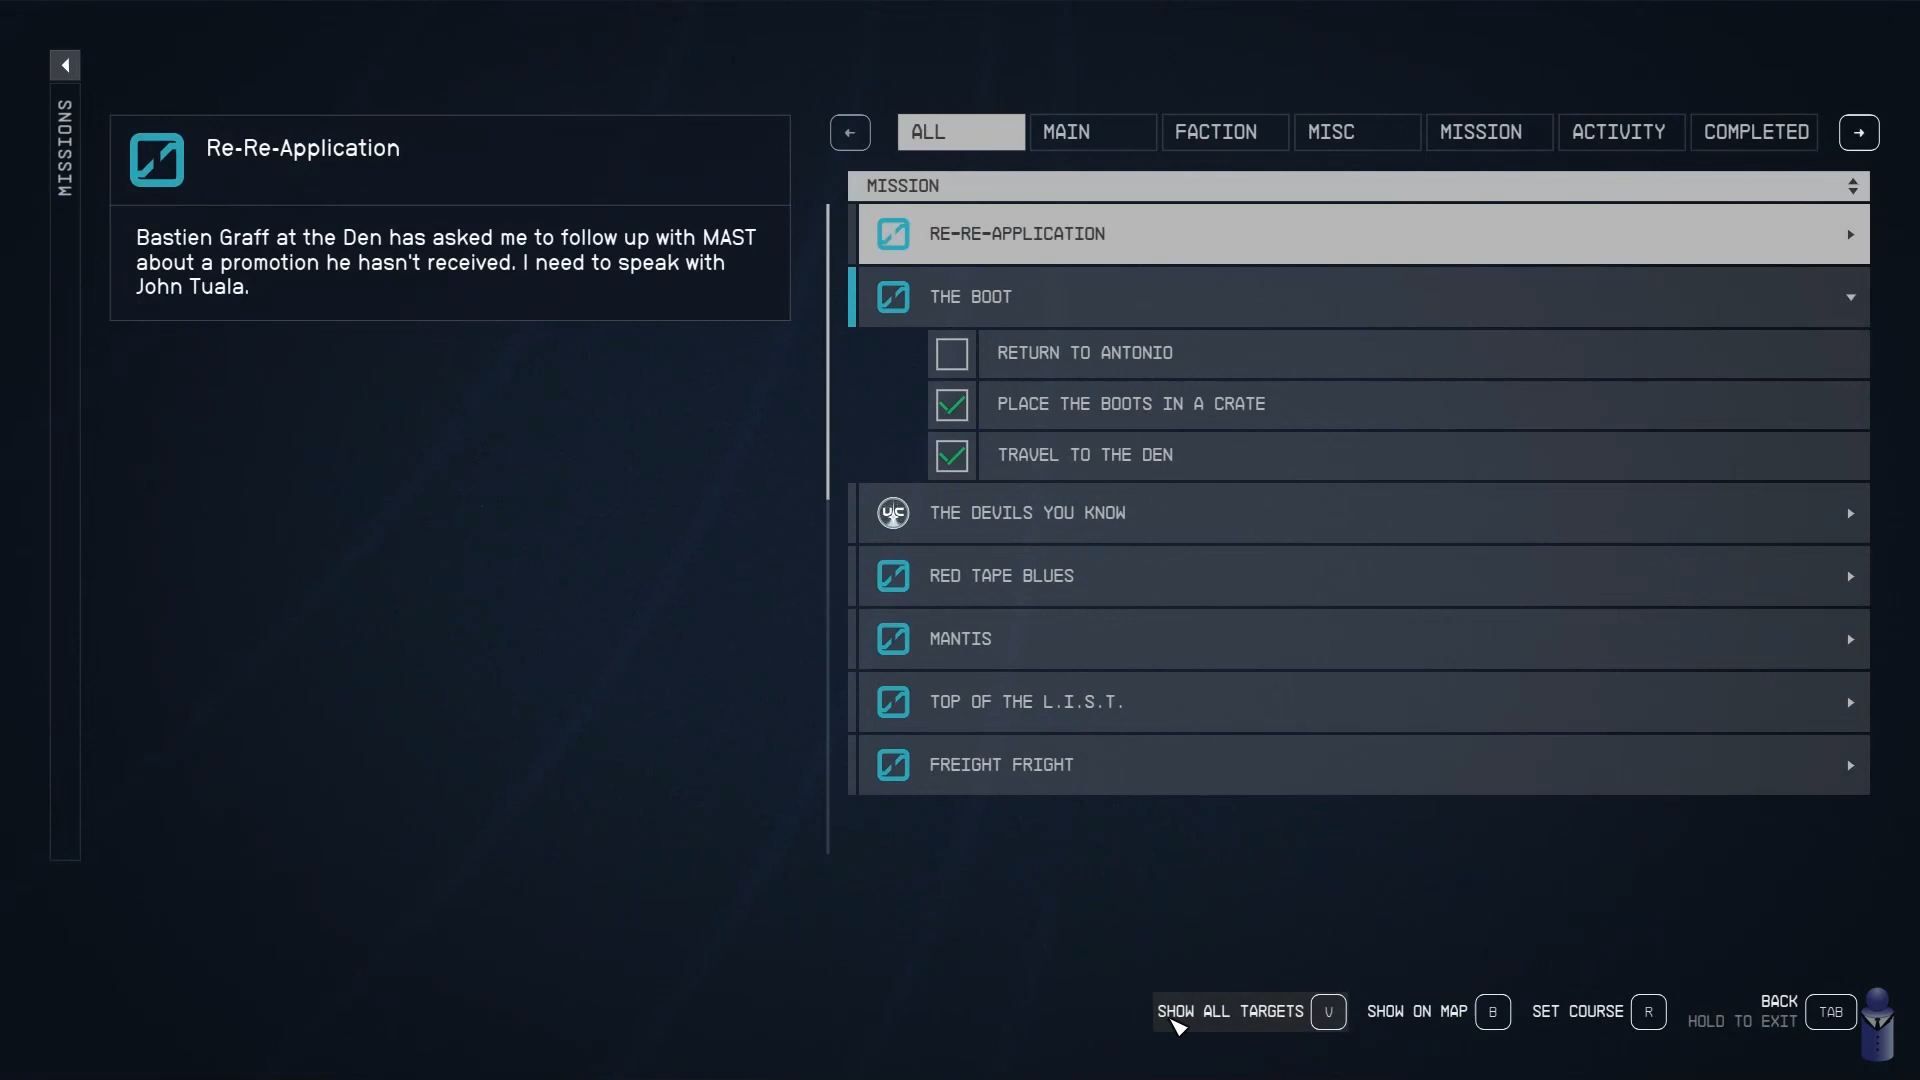 MISSIONS
Re-Re-Application
Bastien Graff at the Den has asked me to follow up with MAST
about a promotion he hasn't received. I need to speak with
John Tuala.
ALL MAIN FACTION MISC MISSION ACTIVITY COMPLETED
MISSION
RE-RE-APPLICATION
THE BOOT
RETURN TO ANTONIO
PLACE THE BOOTS IN A CRATE
TRAVEL TO THE DEN
UC THE DEVILS YOU KNOW
RED TAPE BLUES
MANTIS
TOP OF THE L.I.S.T.
FREIGHT FRIGHT
SHOW ALL TARGETS V SHOW ON MAP B SET COURSE R BACK TAB
HOLD TO EXIT